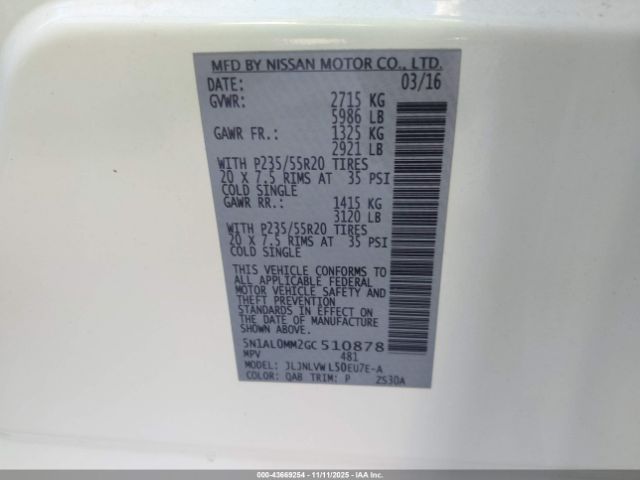 MFD BY NISSAN MOTOR CO., LTD.
DATE: 03/16
GVWR: 2715 KG
5986 LB
GAWR FR.: 1325 KG
2921 LB
WITH P235/55R20 TIRES
20 X 7.5 RIMS AT 35 PSI
COLD SINGLE
GAWR RR.: 1415 KG
3120 LB
WITH P235/55R20 TIRES
20 X 7.5 RIMS AT 35 PSI
COLD SINGLE
THIS VEHICLE CONFORMS TO
ALL APPLICABLE FEDERAL
MOTOR VEHICLE SAFETY AND
THEFT PREVENTION
STANDARDS IN EFFECT ON
THE DATE OF MANUFACTURE
SHOWN ABOVE.
5N1AL0MM2GC510878
MPV 481
MODEL: JLJNLVWL50EU7E-A
COLOR: QAB TRIM: P 2S30A
000-43669254 - 11/11/2025 - IAA Inc.